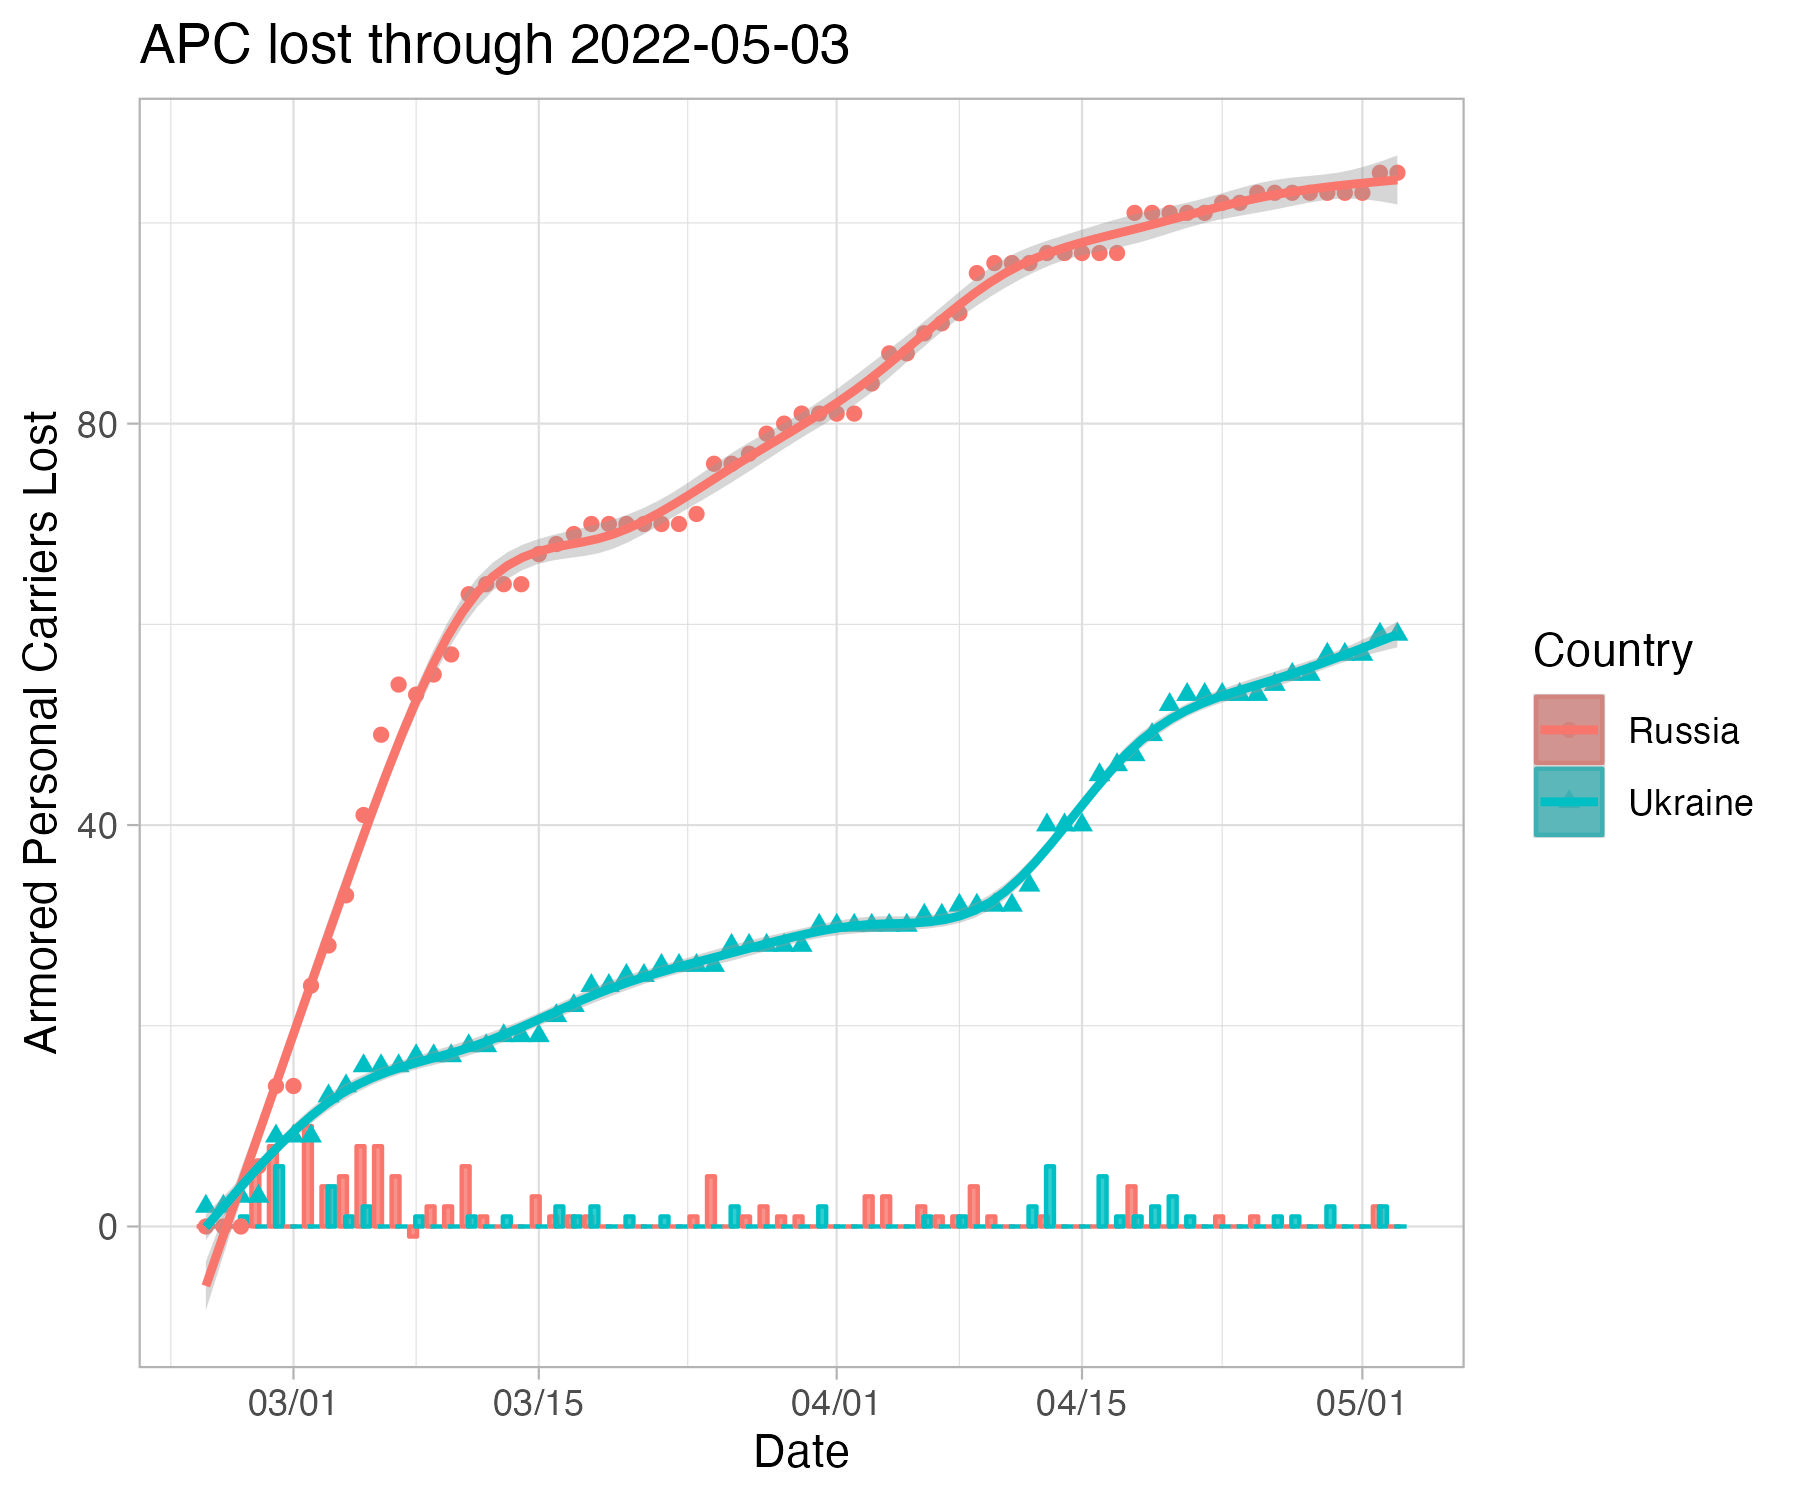 APC lost through 2022-05-03
Armored Personal Carriers Lost
80
40
0
03/01 03/15 04/01 04/15 05/01
Date
Country
Russia
Ukraine